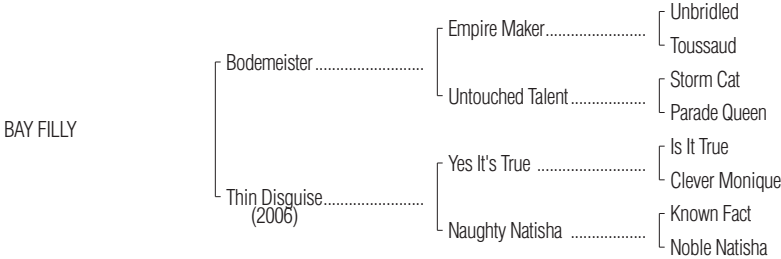 Unbridled
Empire Maker.........................
Toussaud
Bodemeister ..........................
Storm Cat
Untouched Talent...................
Parade Queen
BAY FILLY
Is It True
Yes It's True ..........................
Clever Monique
Thin Disguise.........................
(2006)
Known Fact
Naughty Natisha ...................
Noble Natisha